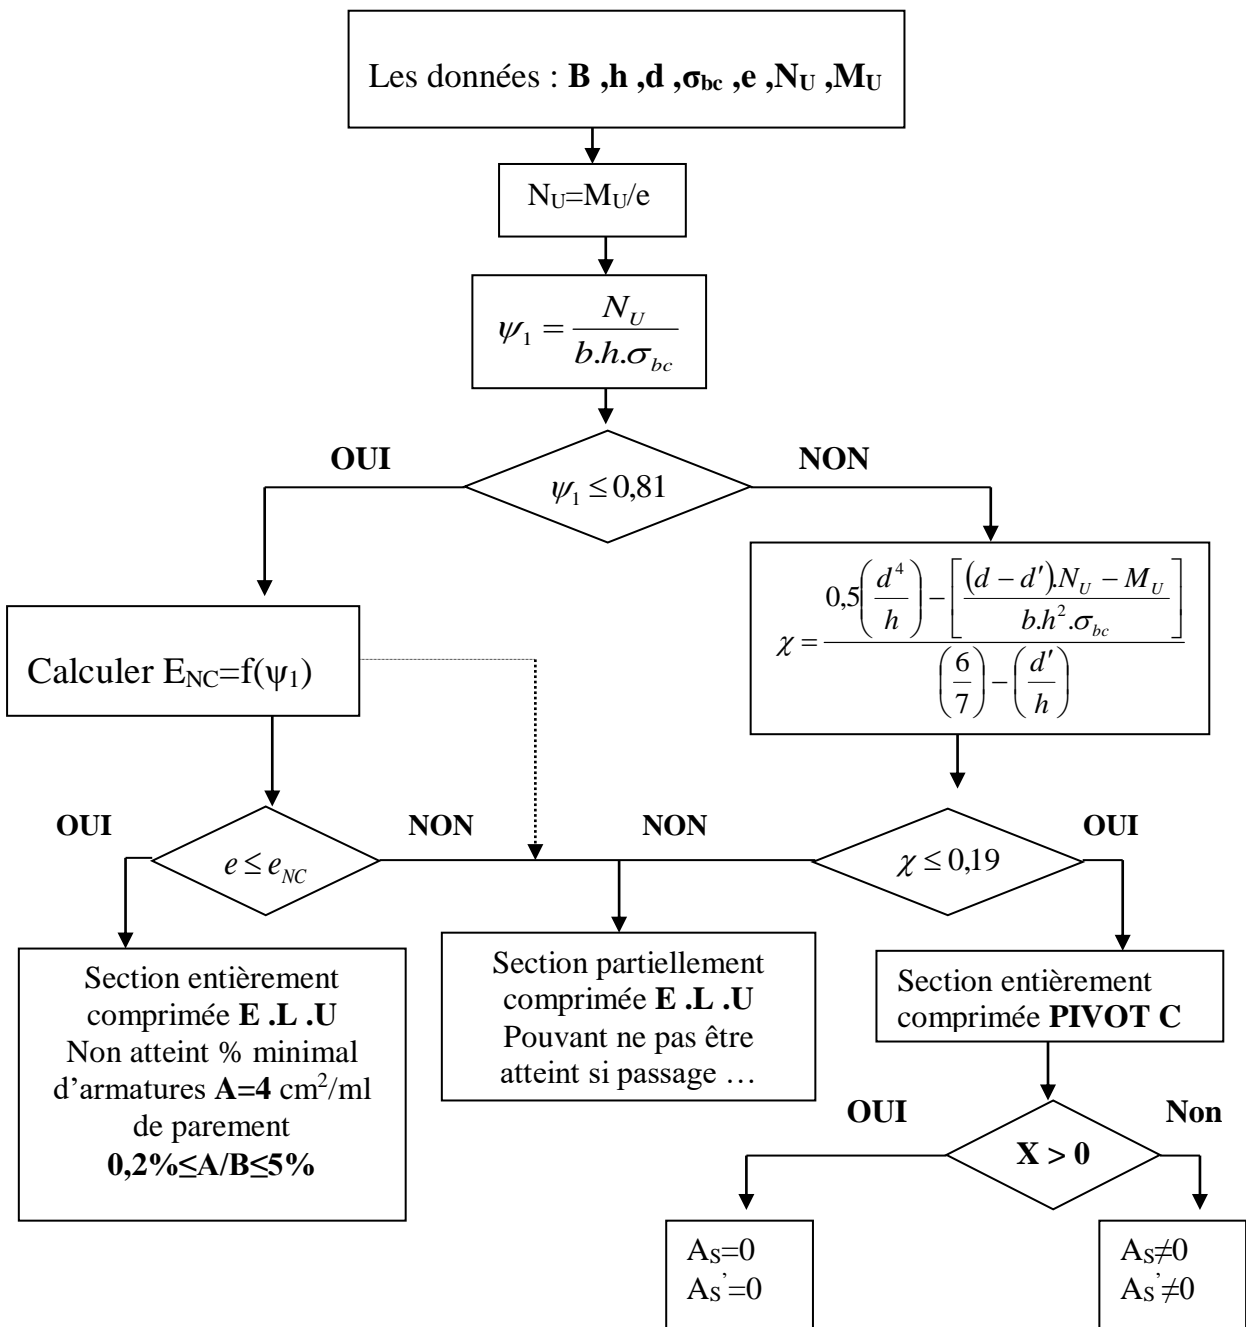 Les données : B ,h ,d ,σbc ,e ,NU ,MU
NU=MU/e
ψ1 = NU / b.h.σbc
OUI
NON
ψ1 ≤ 0,81
χ = (0,5(d^4/h) − [((d − d′).NU − MU) / b.h².σbc]) / ((6/7) − (d′/h))
Calculer ENC=f(ψ1)
OUI
NON
NON
OUI
e ≤ eNC
χ ≤ 0,19
Section entièrement
comprimée E .L .U
Non atteint % minimal
d’armatures A=4 cm²/ml
de parement
0,2%≤A/B≤5%
Section partiellement
comprimée E .L .U
Pouvant ne pas être
atteint si passage …
Section entièrement
comprimée PIVOT C
OUI
Non
X > 0
AS=0
AS’=0
AS≠0
AS’≠0